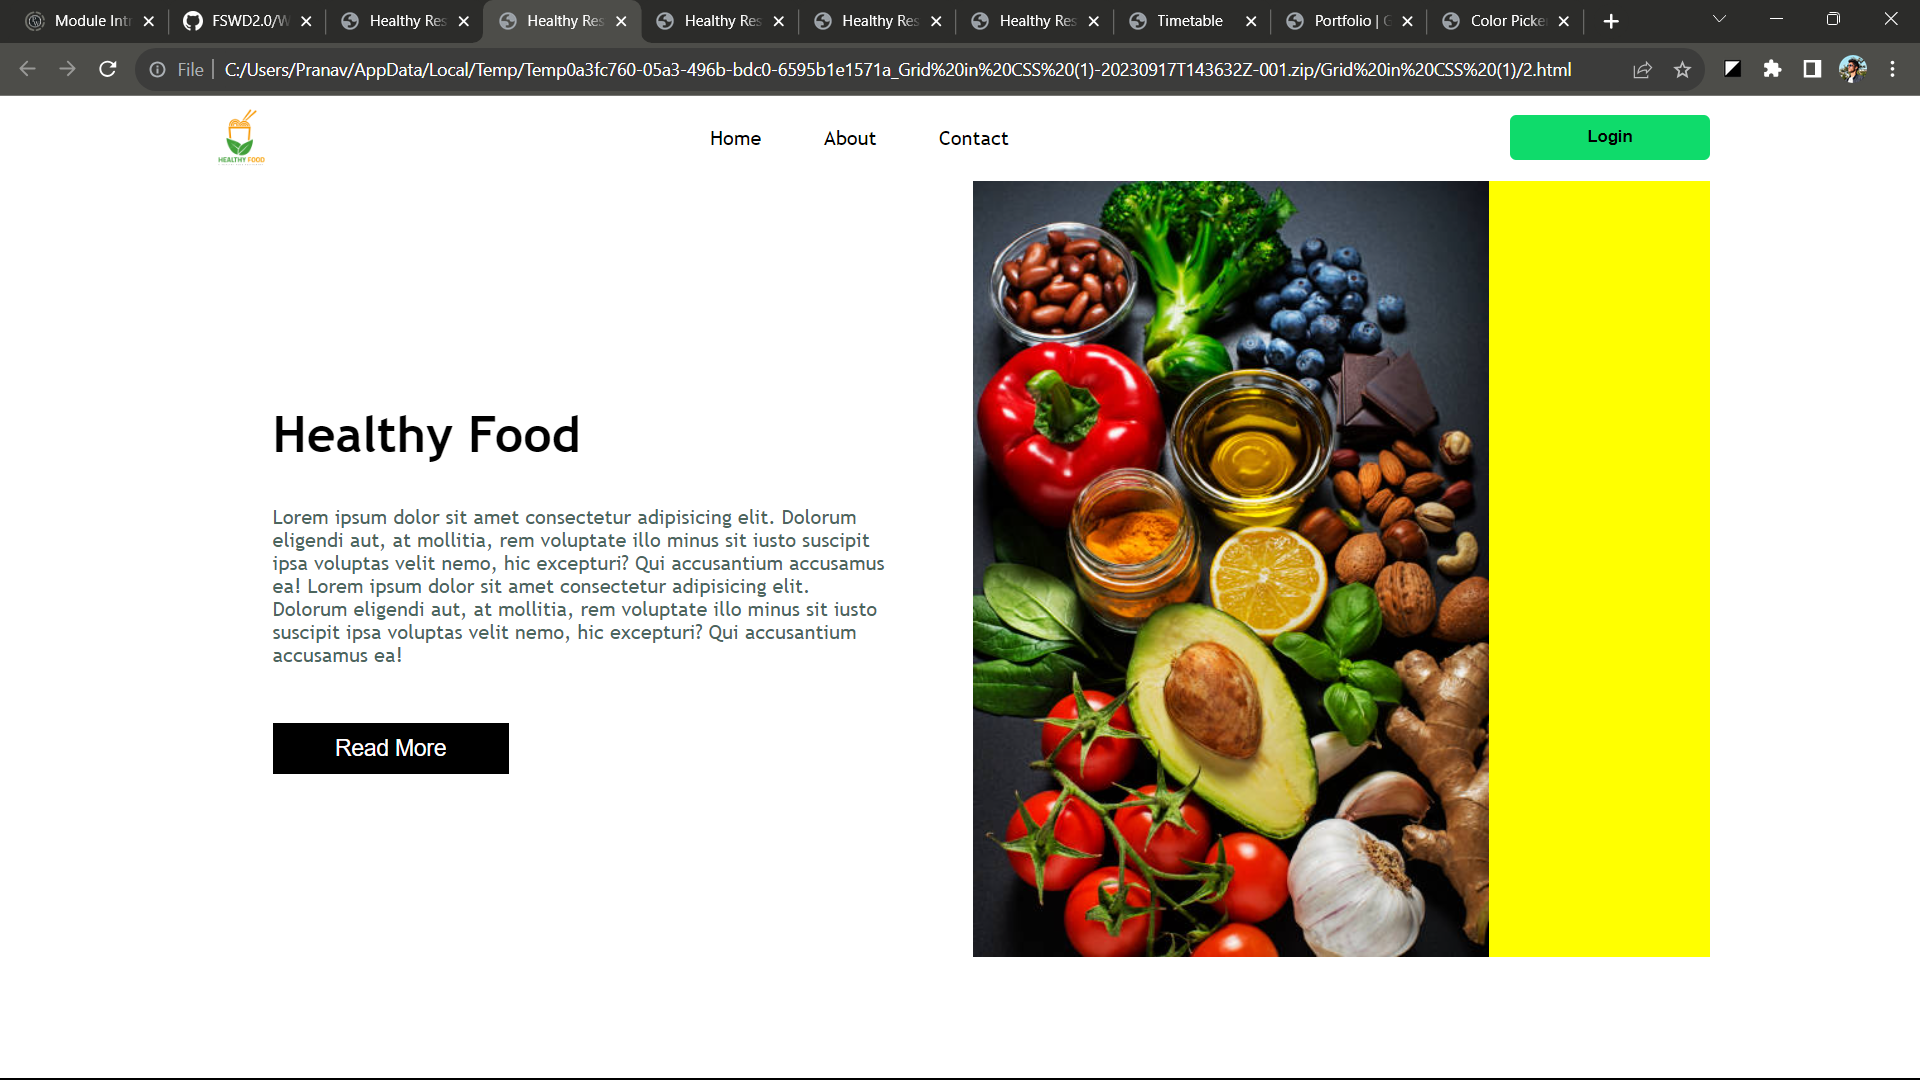 Module Int
FSWD2.0/W
Healthy Res
Healthy Res
Healthy Res
Healthy Res
Healthy Res
Timetable
Portfolio | G
Color Picke
File
C:/Users/Pranav/AppData/Local/Temp/Temp0a3fc760-05a3-496b-bdc0-6595b1e1571a_Grid%20in%20CSS%20(1)-20230917T143632Z-001.zip/Grid%20in%20CSS%20(1)/2.html
HEALTHY FOOD
Home
About
Contact
Login
Healthy Food
Lorem ipsum dolor sit amet consectetur adipisicing elit. Dolorum
eligendi aut, at mollitia, rem voluptate illo minus sit iusto suscipit
ipsa voluptas velit nemo, hic excepturi? Qui accusantium accusamus
ea! Lorem ipsum dolor sit amet consectetur adipisicing elit.
Dolorum eligendi aut, at mollitia, rem voluptate illo minus sit iusto
suscipit ipsa voluptas velit nemo, hic excepturi? Qui accusantium
accusamus ea!
Read More